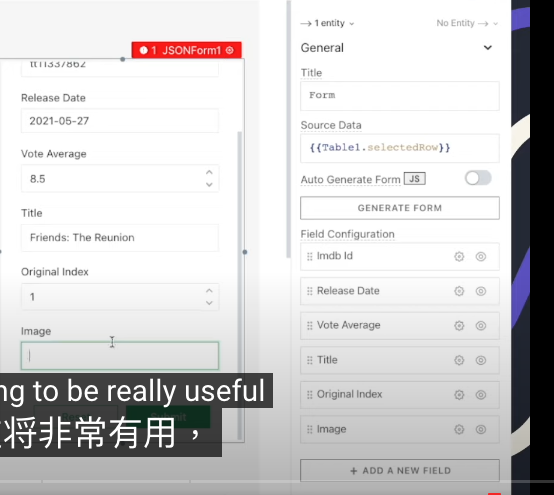 1 JSONForm1
tt11337862
Release Date
2021-05-27
Vote Average
8.5
Title
Friends: The Reunion
Original Index
1
Image
1 entity
No Entity
General
Title
Form
Source Data
{{Table1.selectedRow}}
Auto Generate Form JS
GENERATE FORM
Field Configuration
Imdb Id
Release Date
Vote Average
Title
Original Index
Image
+ ADD A NEW FIELD
ng to be really useful
将非常有用，